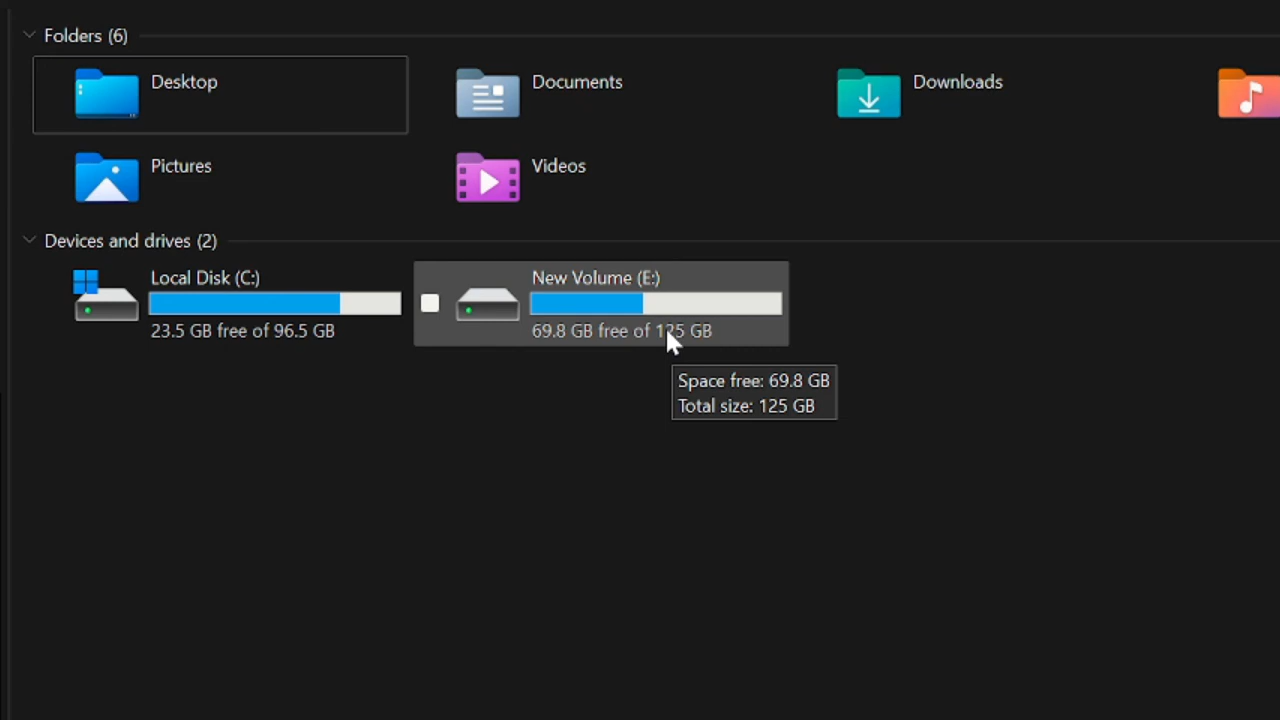 Folders (6)
Desktop
Documents
Downloads
Pictures
Videos
Devices and drives (2)
Local Disk (C:)
23.5 GB free of 96.5 GB
New Volume (E:)
69.8 GB free of 125 GB
Space free: 69.8 GB
Total size: 125 GB